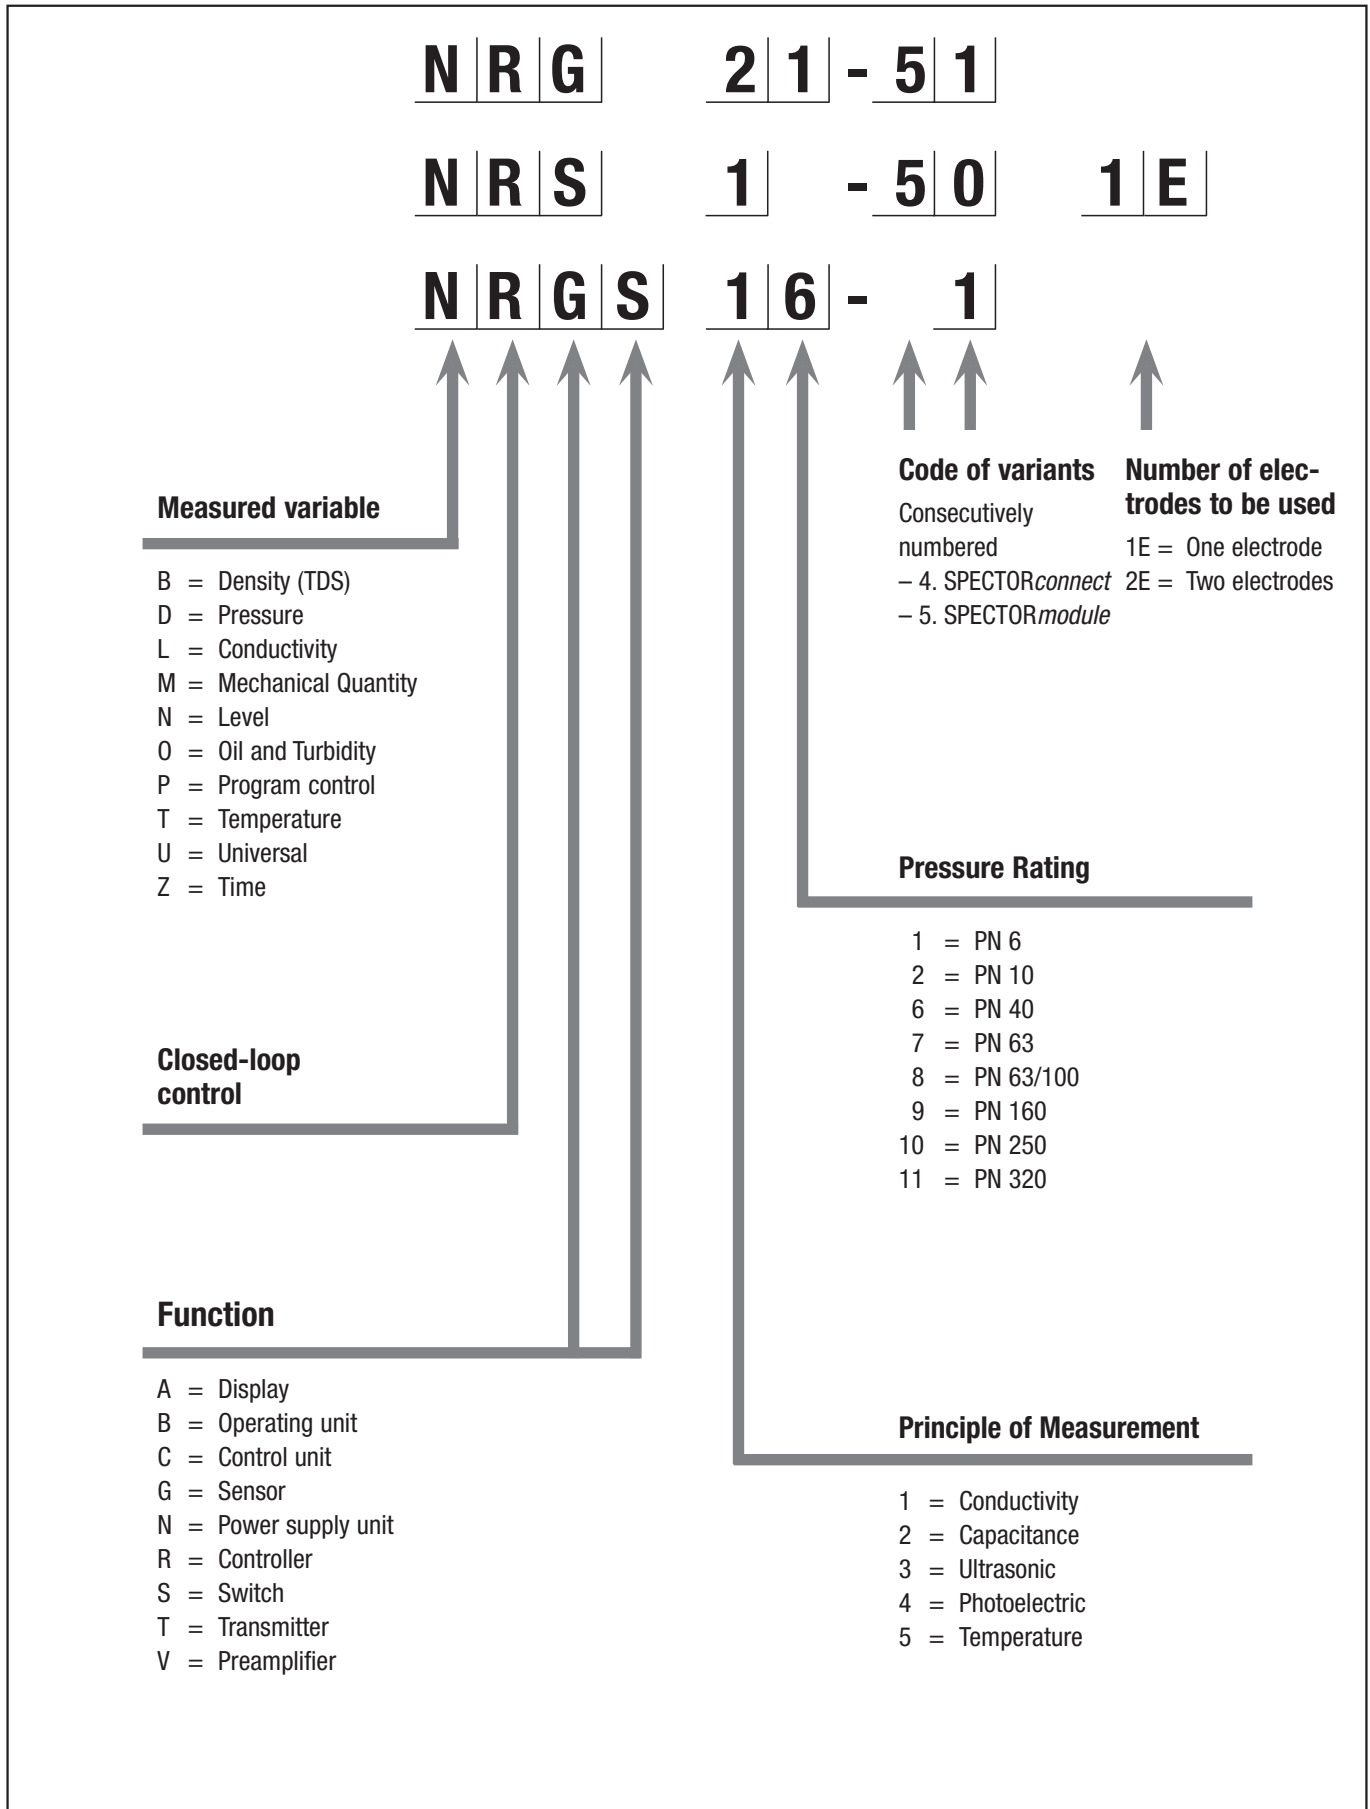 NRG 21-51
NRS 1 -50 1E
NRGS 16- 1
Code of variants
Consecutively
numbered
– 4. SPECTORconnect
– 5. SPECTORmodule
Number of elec-
trodes to be used
1E = One electrode
2E = Two electrodes
Measured variable
B = Density (TDS)
D = Pressure
L = Conductivity
M = Mechanical Quantity
N = Level
O = Oil and Turbidity
P = Program control
T = Temperature
U = Universal
Z = Time
Pressure Rating
1 = PN 6
2 = PN 10
6 = PN 40
7 = PN 63
8 = PN 63/100
9 = PN 160
10 = PN 250
11 = PN 320
Closed-loop
control
Function
A = Display
B = Operating unit
C = Control unit
G = Sensor
N = Power supply unit
R = Controller
S = Switch
T = Transmitter
V = Preamplifier
Principle of Measurement
1 = Conductivity
2 = Capacitance
3 = Ultrasonic
4 = Photoelectric
5 = Temperature